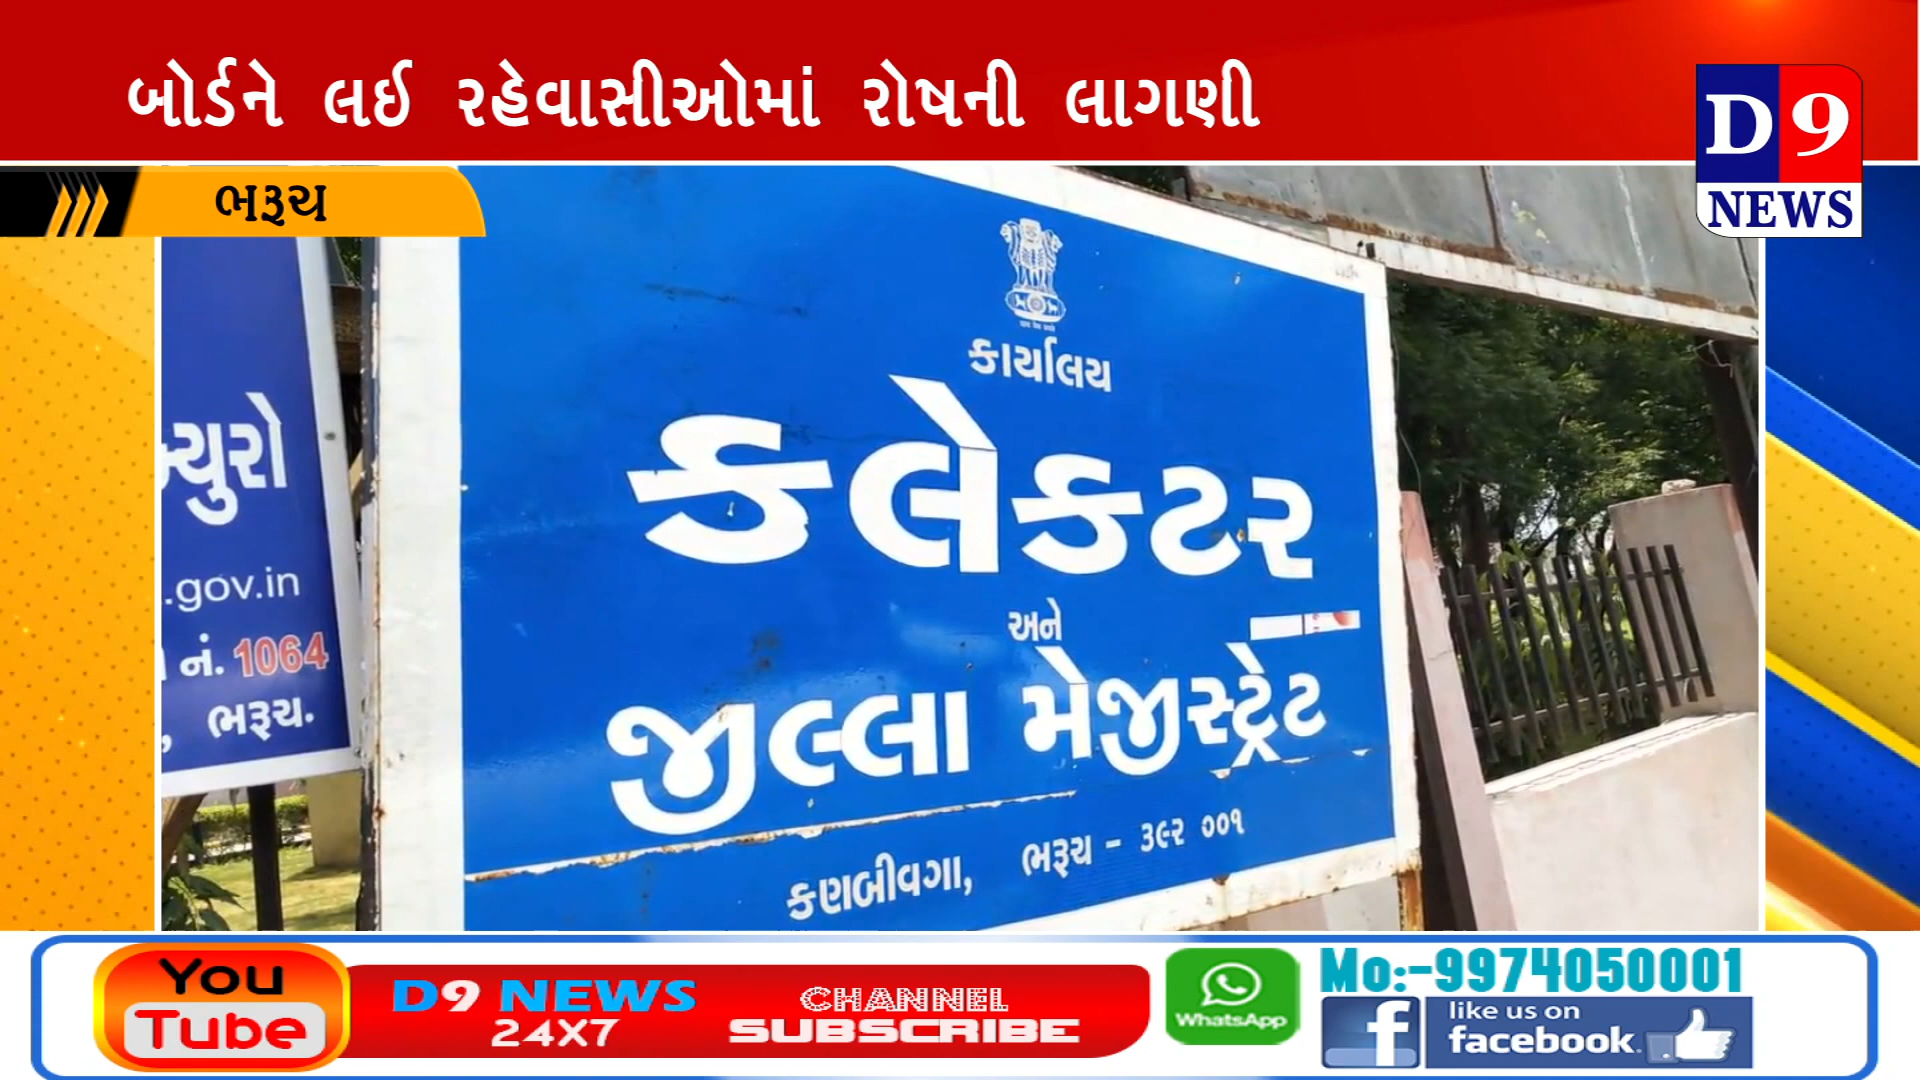 બોર્ડને લઈ રહેવાસીઓમાં રોષની લાગણી
D9
NEWS
ભરૂચ
કાર્યાલય
કલેકટર
અને
જીલ્લા મેજીસ્ટ્રેટ
કણબીવગા, ભરૂચ - ૩૯૨ ૦૦૧
બ્યુરો
.gov.in
નં. 1064
, ભરૂચ.
You
Tube
D9 NEWS
24X7
CHANNEL
SUBSCRIBE
WhatsApp
Mo:-9974050001
like us on
facebook.